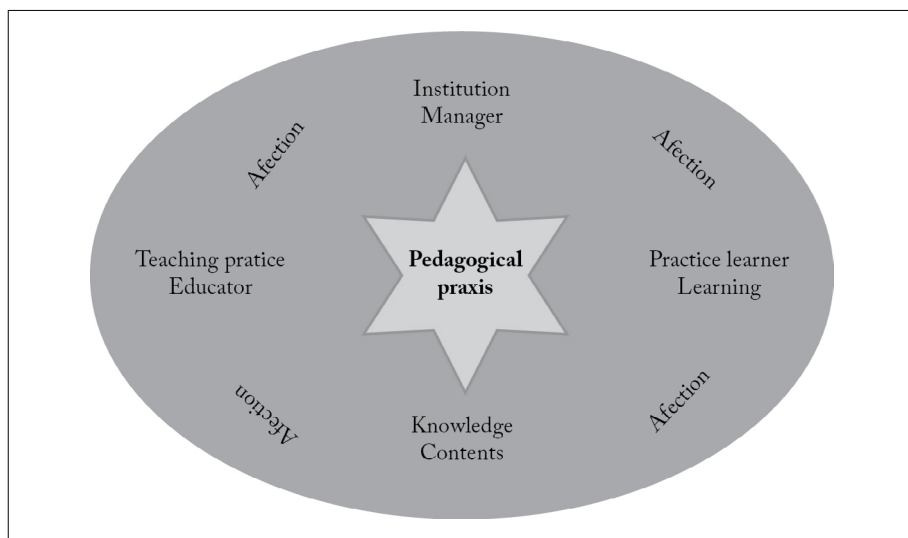 Institution
Manager
Afection
Afection
Teaching pratice
Educator
Pedagogical
praxis
Practice learner
Learning
Afection
Afection
Knowledge
Contents